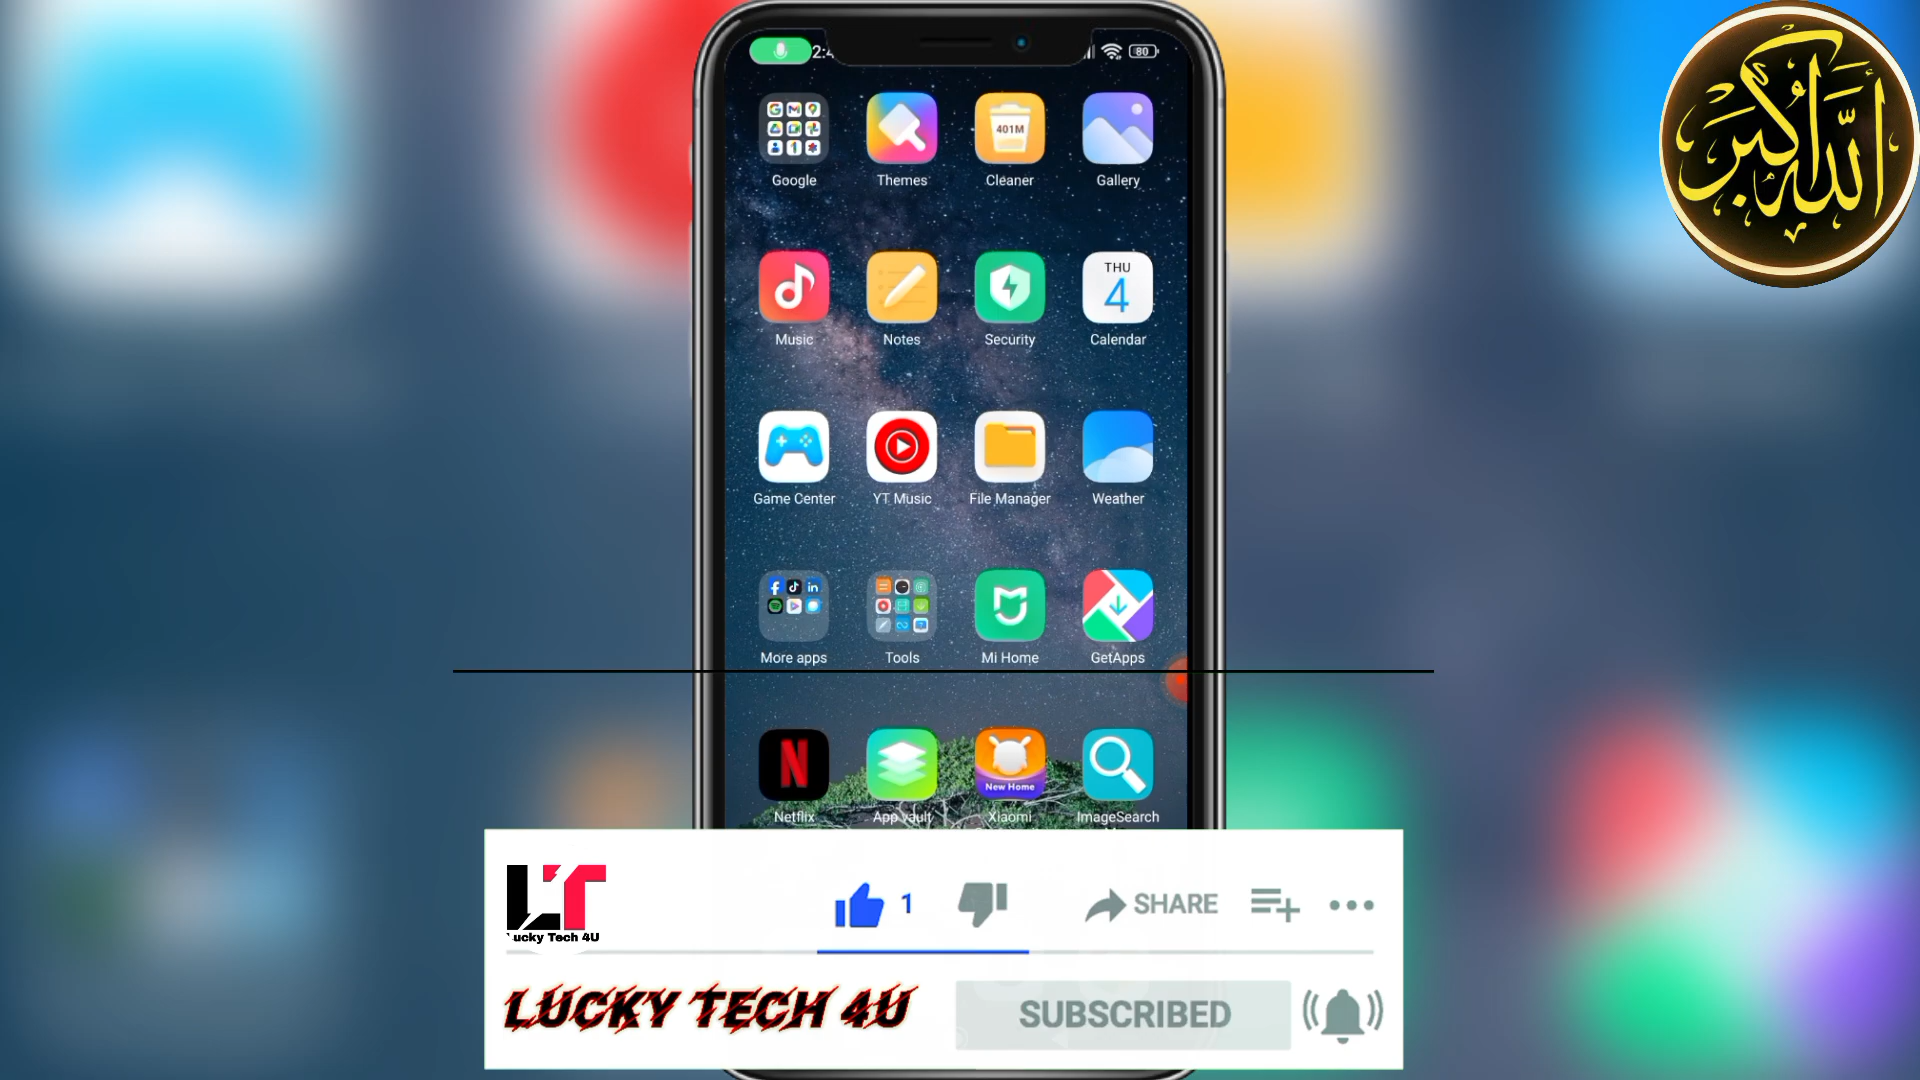 2:4
80
الله أكبر
401M
Google Themes Cleaner Gallery
THU
4
Music Notes Security Calendar
Game Center YT Music File Manager Weather
in
More apps Tools Mi Home GetApps
N
New Home
Netflix App vault Xiaomi ImageSearch
LT
ucky Tech 4U
1 SHARE
LUCKY TECH 4U
SUBSCRIBED